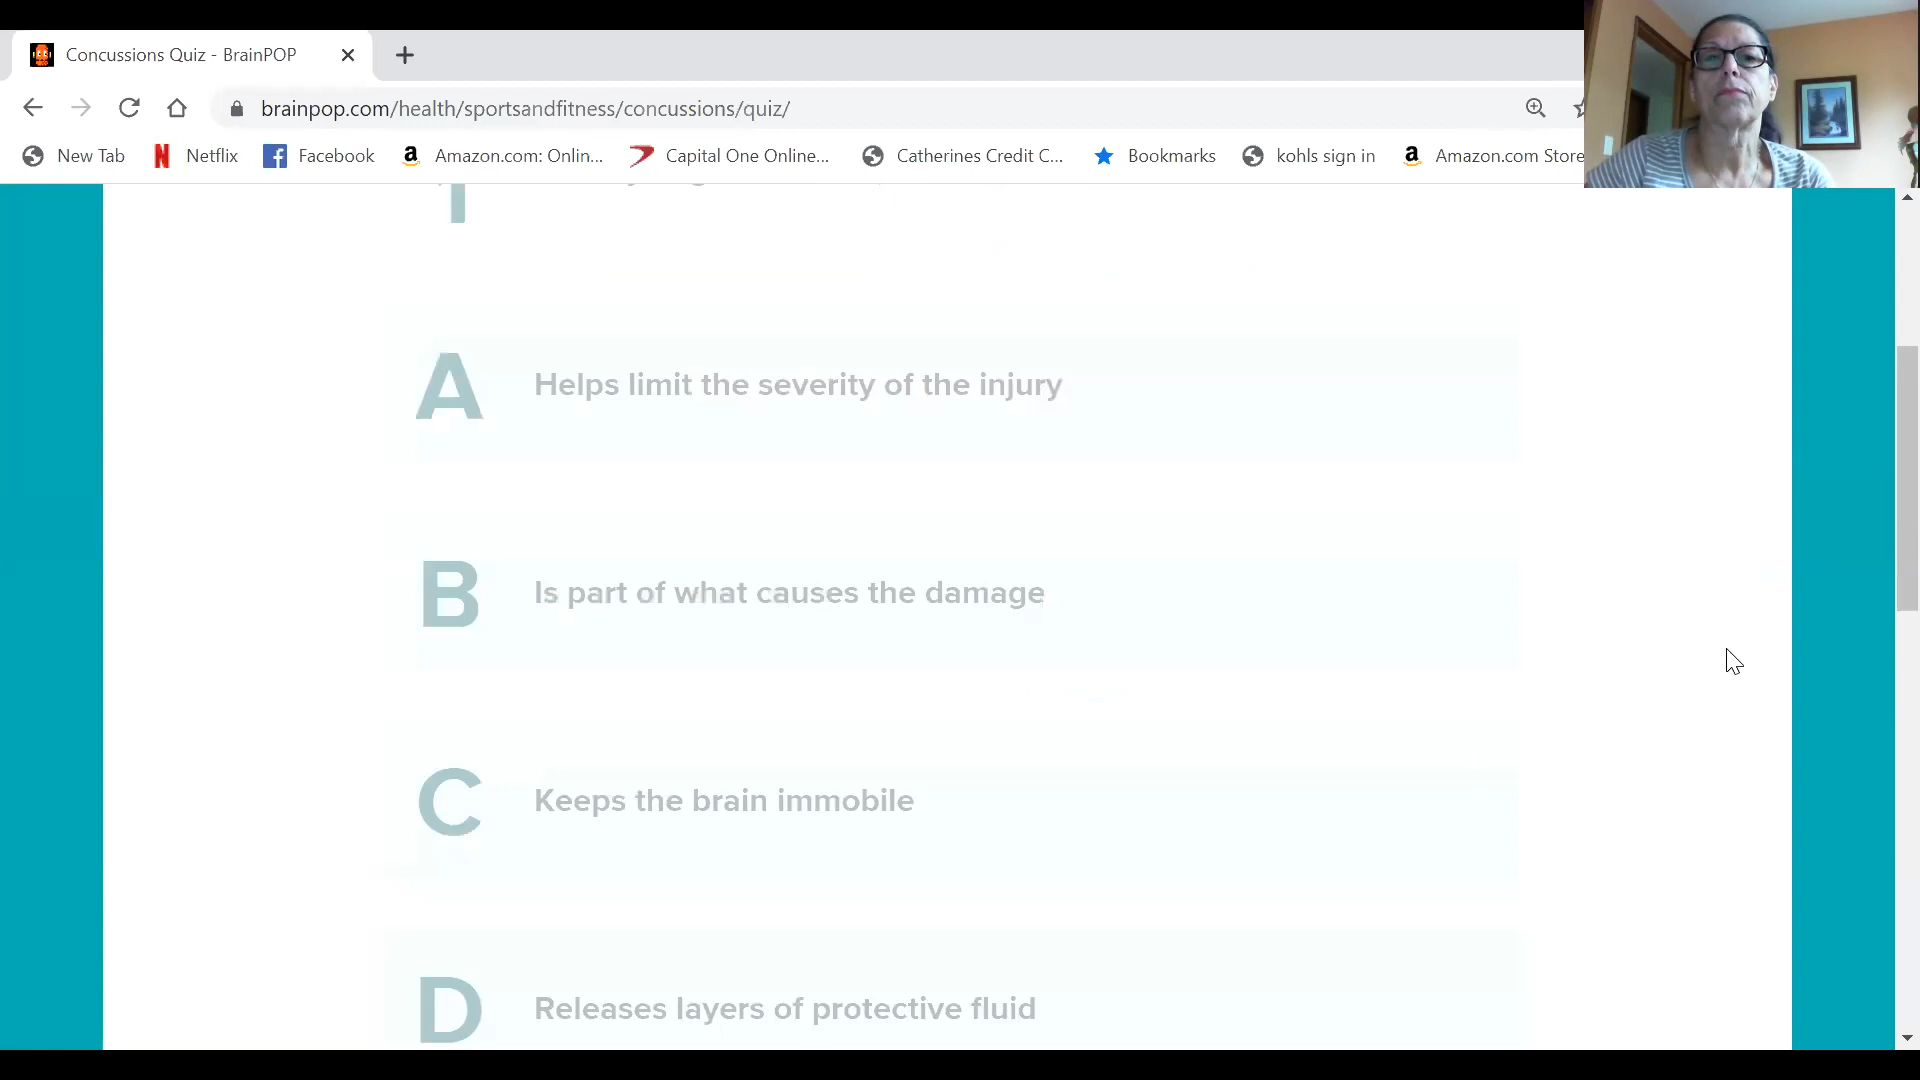 Concussions Quiz - BrainPOP
brainpop.com/health/sportsandfitness/concussions/quiz/
New Tab Netflix Facebook Amazon.com: Onlin... Capital One Online... Catherines Credit C... Bookmarks kohls sign in Amazon.com Store
A Helps limit the severity of the injury
B Is part of what causes the damage
C Keeps the brain immobile
D Releases layers of protective fluid